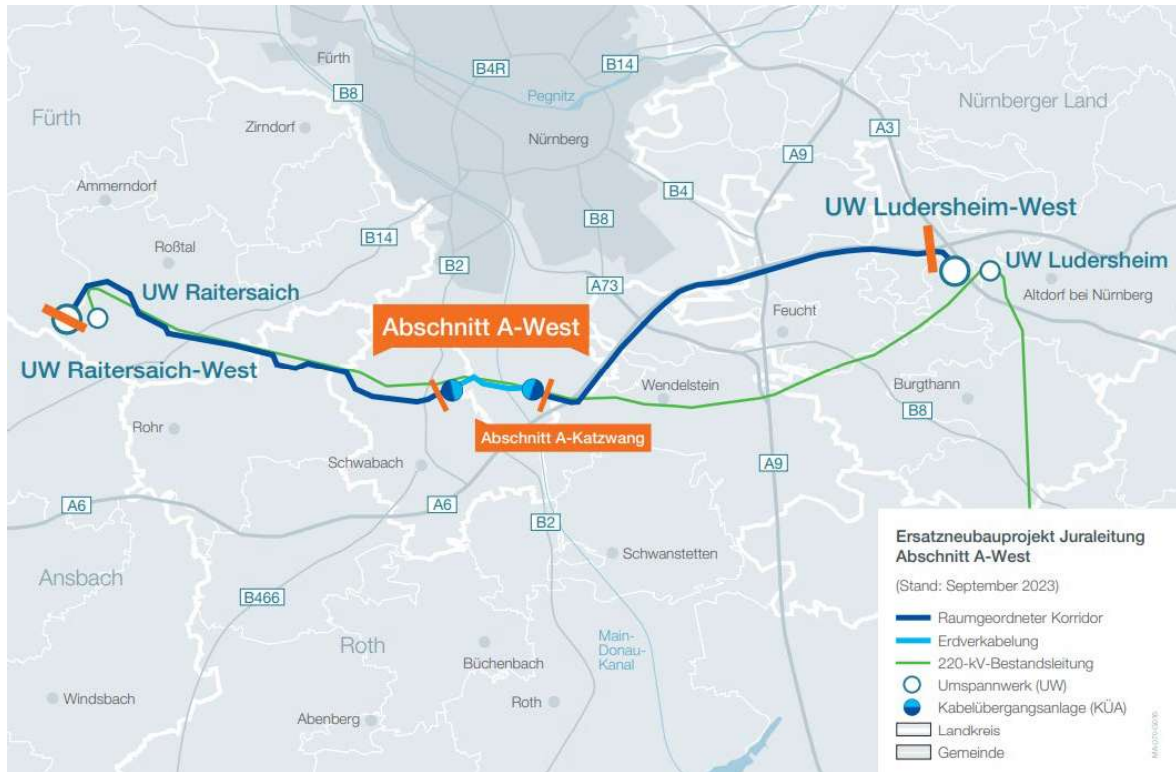 Fürth
B8
B4R
B14
Pegnitz
Nürnberger Land
Fürth
Zirndorf
Nürnberg
A3
A9
Ammerndorf
B4
UW Ludersheim-West
Roßtal
B14
B8
B2
UW Ludersheim
UW Raitersaich
A73
Altdorf bei Nürnberg
Abschnitt A-West
Feucht
UW Raitersaich-West
Wendelstein
Burgthann
B8
Rohr
Abschnitt A-Katzwang
Schwabach
A9
A6
A6
B2
Schwanstetten
Ansbach
B466
Roth
Main-
Donau-
Kanal
Büchenbach
Windsbach
Roth
Abenberg
Ersatzneubauprojekt Juraleitung
Abschnitt A-West
(Stand: September 2023)
Raumgeordneter Korridor
Erdverkabelung
220-kV-Bestandsleitung
Umspannwerk (UW)
Kabelübergangsanlage (KÜA)
Landkreis
Gemeinde